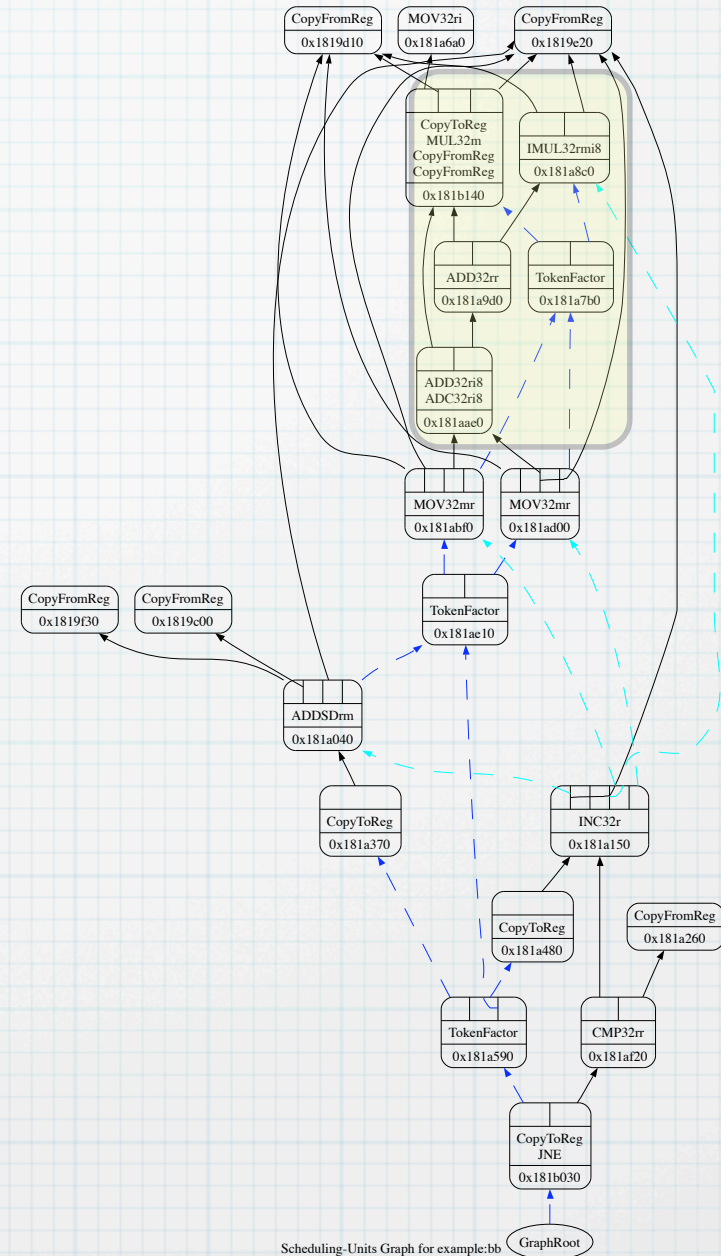 CopyFromReg
0x1819d10
MOV32ri
0x181a6a0
CopyFromReg
0x1819e20
CopyToReg
MUL32m
CopyFromReg
CopyFromReg
0x181b140
IMUL32rmi8
0x181a8c0
ADD32rr
0x181a9d0
TokenFactor
0x181a7b0
ADD32ri8
ADC32ri8
0x181aae0
MOV32mr
0x181abf0
MOV32mr
0x181ad00
CopyFromReg
0x1819f30
CopyFromReg
0x1819c00
TokenFactor
0x181ae10
ADDSDrm
0x181a040
CopyToReg
0x181a370
INC32r
0x181a150
CopyToReg
0x181a480
CopyFromReg
0x181a260
TokenFactor
0x181a590
CMP32rr
0x181af20
CopyToReg
JNE
0x181b030
GraphRoot
Scheduling-Units Graph for example:bb